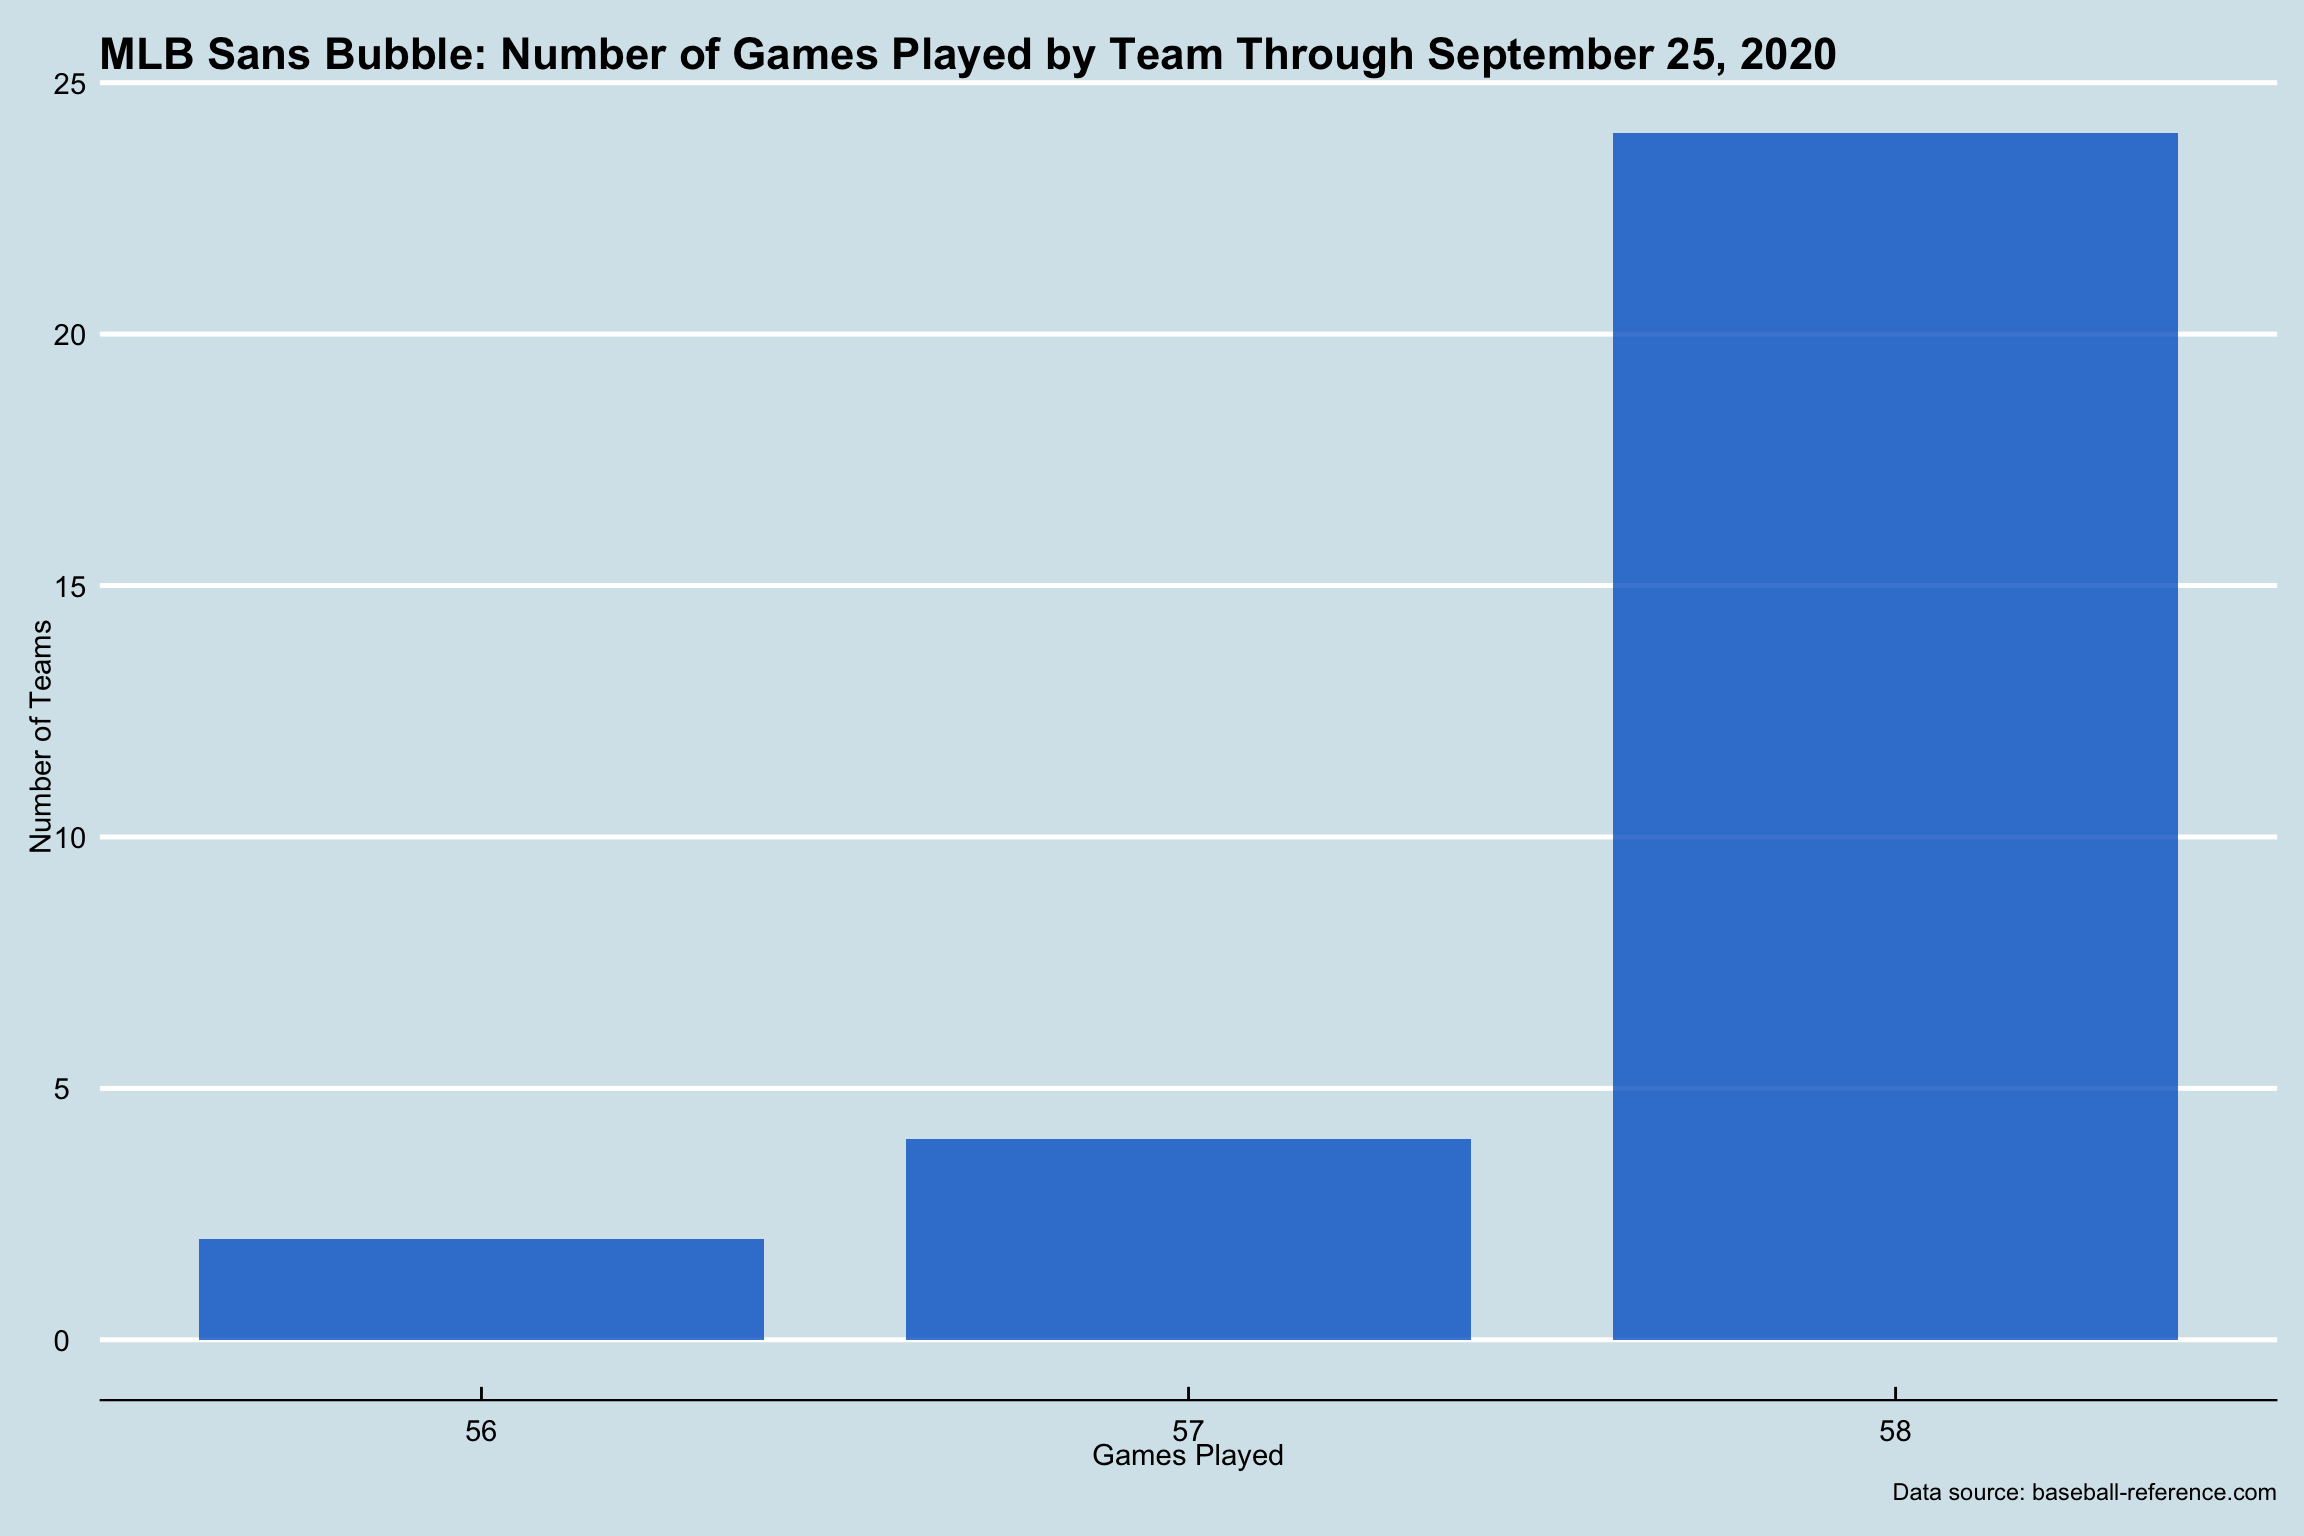 MLB Sans Bubble: Number of Games Played by Team Through September 25, 2020
25
20
15
10
5
0
Number of Teams
56
57
58
Games Played
Data source: baseball-reference.com